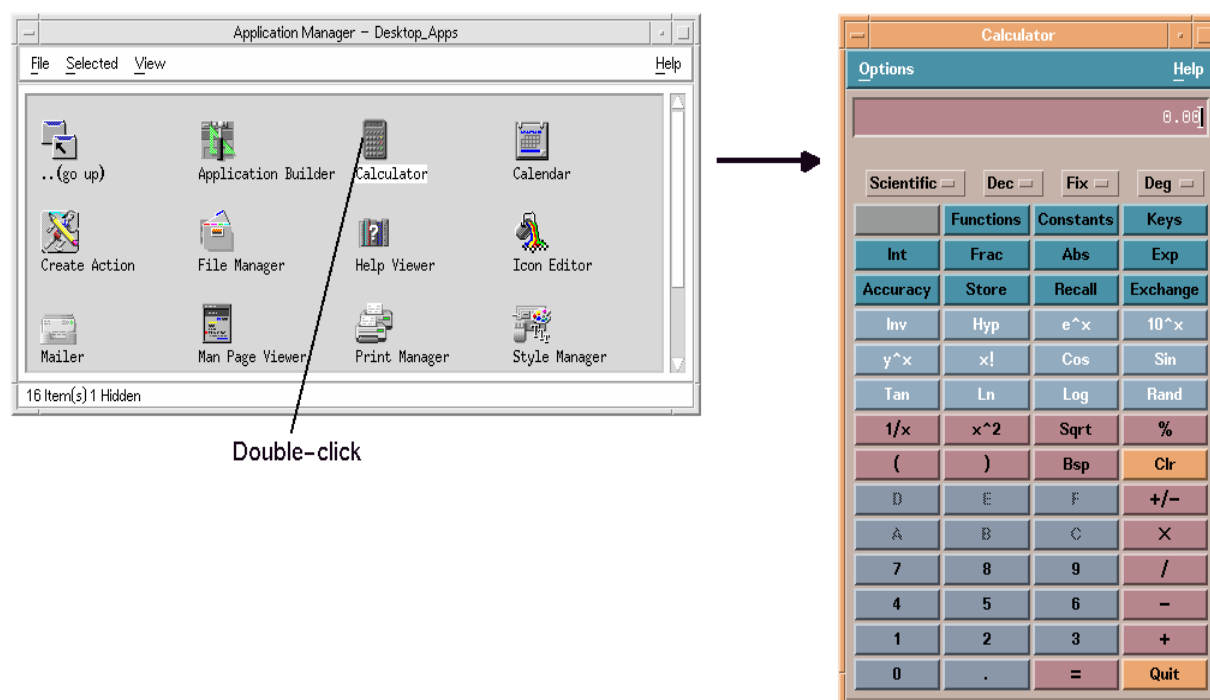 Application Manager - Desktop_Apps
File Selected View Help
..(go up) Application Builder Calculator Calendar
Create Action File Manager Help Viewer Icon Editor
Mailer Man Page Viewer Print Manager Style Manager
16 Item(s) 1 Hidden
Double-click
Calculator
Options Help
0.00
Scientific Dec Fix Deg
Functions Constants Keys
Int Frac Abs Exp
Accuracy Store Recall Exchange
Inv Hyp e^x 10^x
y^x x! Cos Sin
Tan Ln Log Rand
1/x x^2 Sqrt %
( ) Bsp Clr
D E F +/-
A B C X
7 8 9 /
4 5 6 -
1 2 3 +
0 . = Quit